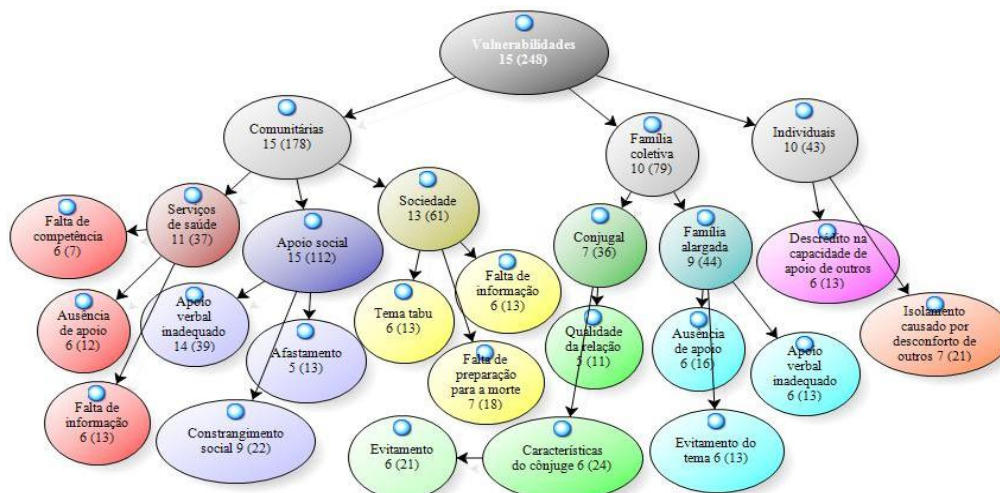 Vulnerabilidades
15 (248)
Comunitárias
15 (178)
Família
coletiva
10 (79)
Individuais
10 (43)
Falta de
competência
6 (7)
Serviços
de saúde
11 (37)
Apoio social
15 (112)
Sociedade
13 (61)
Conjugal
7 (36)
Família
alargada
9 (44)
Descrédito na
capacidade de
apoio de outros
6 (13)
Ausência
de apoio
6 (12)
Apoio
verbal
inadequado
14 (39)
Afastamento
5 (13)
Tema tabu
6 (13)
Falta de
informação
6 (13)
Qualidade
da relação
5 (11)
Ausência
de apoio
6 (16)
Apoio
verbal
inadequado
6 (13)
Isolamento
causado por
desconforto de
outros 7 (21)
Falta de
informação
6 (13)
Constrangimento
social 9 (22)
Falta de
preparação
para a morte
7 (18)
Evitamento
6 (21)
Características
do cônjuge 6 (24)
Evitamento do
tema 6 (13)